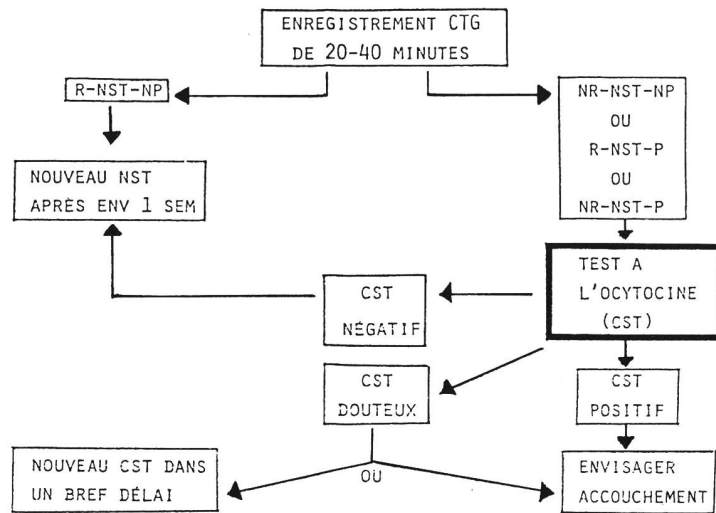 ENREGISTREMENT CTG
DE 20-40 MINUTES
R-NST-NP
NR-NST-NP
OU
R-NST-P
OU
NR-NST-P
NOUVEAU NST
APRÈS ENV 1 SEM
TEST A
L'OCYTOCINE
(CST)
CST
NÉGATIF
CST
DOUTEUX
CST
POSITIF
NOUVEAU CST DANS
UN BREF DÉLAI
OU
ENVISAGER
ACCOUCHEMENT